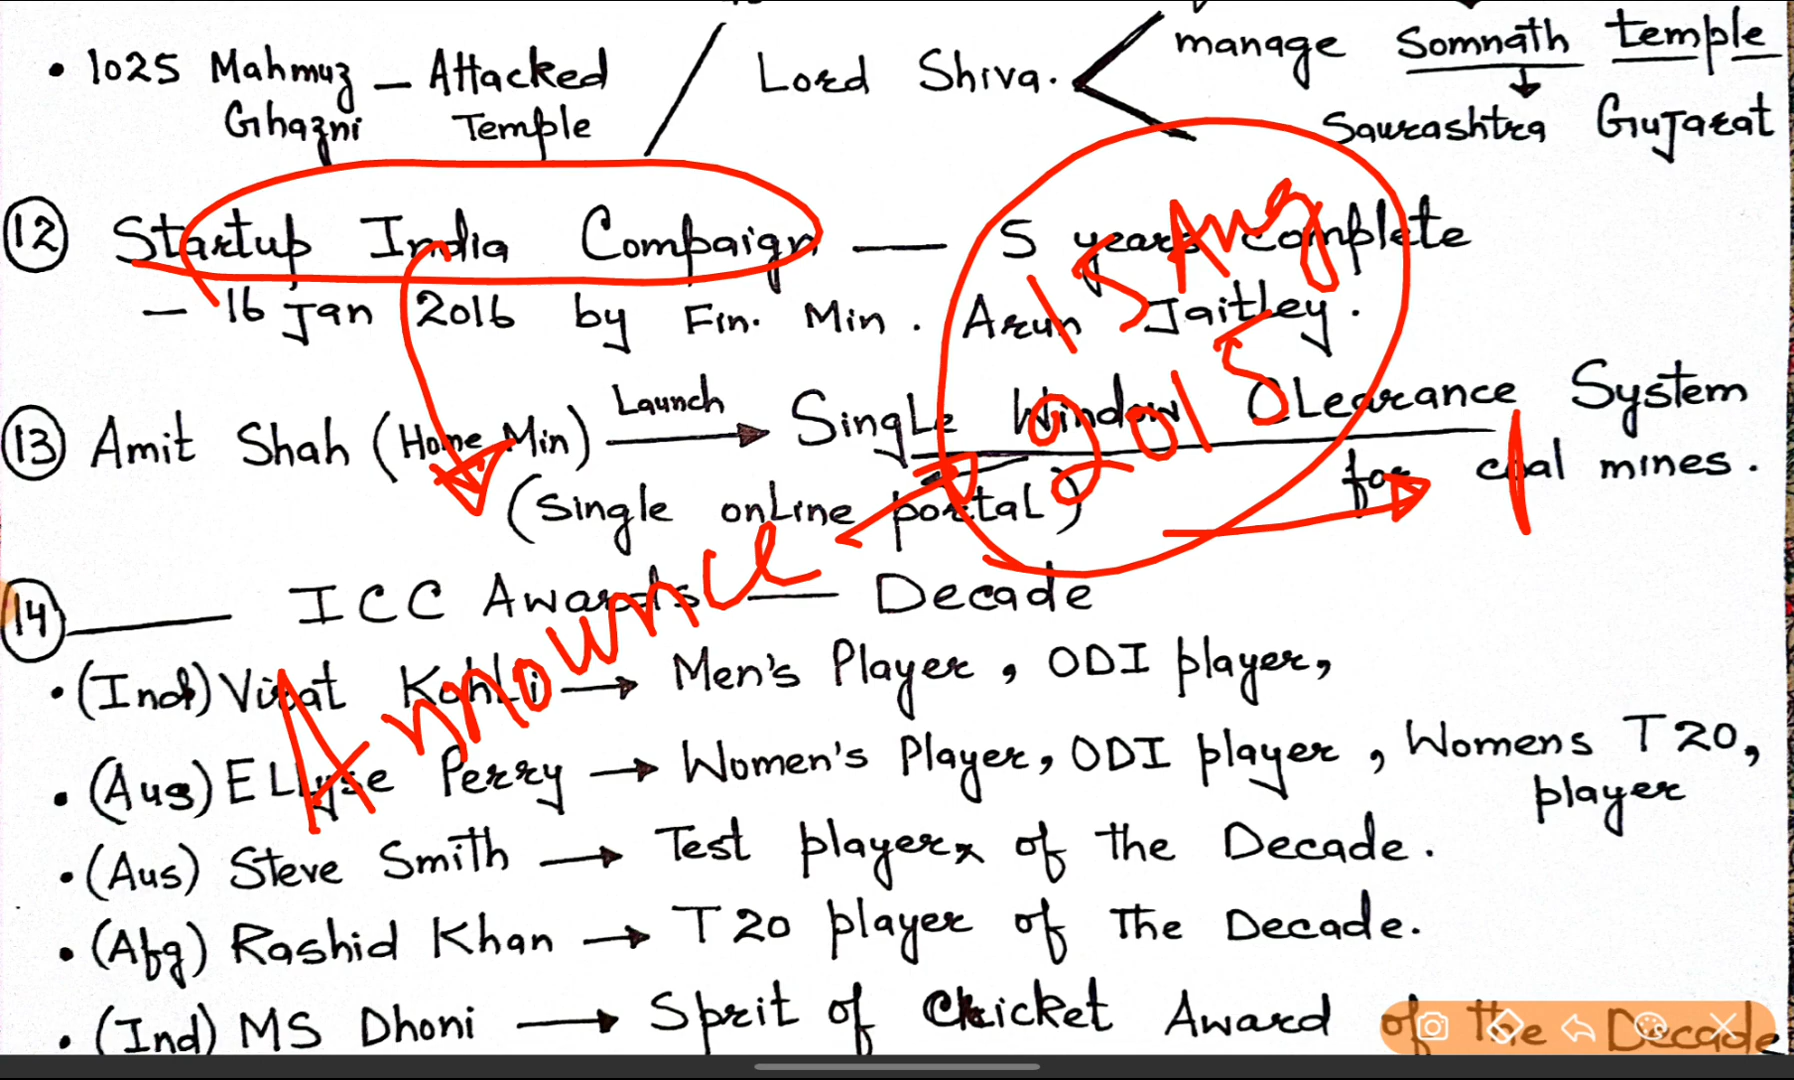 manage Somnath temple
• 1025 Mahmuz — Attacked / Lord Shiva.
Ghazni Temple Saurashtra Gujarat
12 Startup India Compaign — 5 years complete
— 16 Jan 2016 by Fin. Min. Arun Jaitley.
15 Aug
2015
13 Amit Shah (Home Min) Launch → Single Window CLearance System
(Single onLine portaL) for coal mines.
Announce
14 — ICC Awards — Decade
• (Ind) Virat KohLi → Men's Player, ODI player,
• (Aus) ELLyse Perry → Women's Player, ODI player, Womens T20,
player
• (Aus) Steve Smith → Test player of the Decade.
• (Afg) Rashid Khan → T20 player of The Decade.
• (Ind) MS Dhoni → Sprit of Cricket Award of the Decade